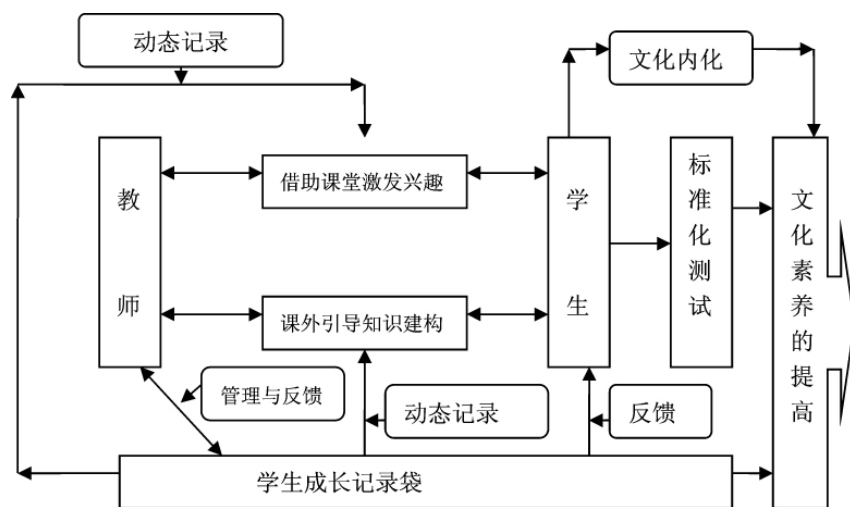 动态记录
文化内化
教师
借助课堂激发兴趣
学生
标准化测试
文化素养的提高
课外引导知识建构
管理与反馈
动态记录
反馈
学生成长记录袋